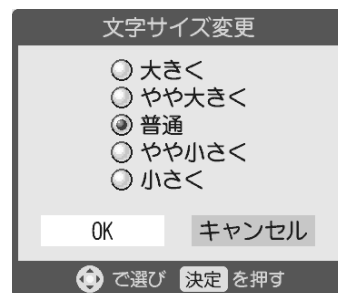 文字サイズ変更
大きく
やや大きく
普通
やや小さく
小さく
OK キャンセル
で選び 決定 を押す